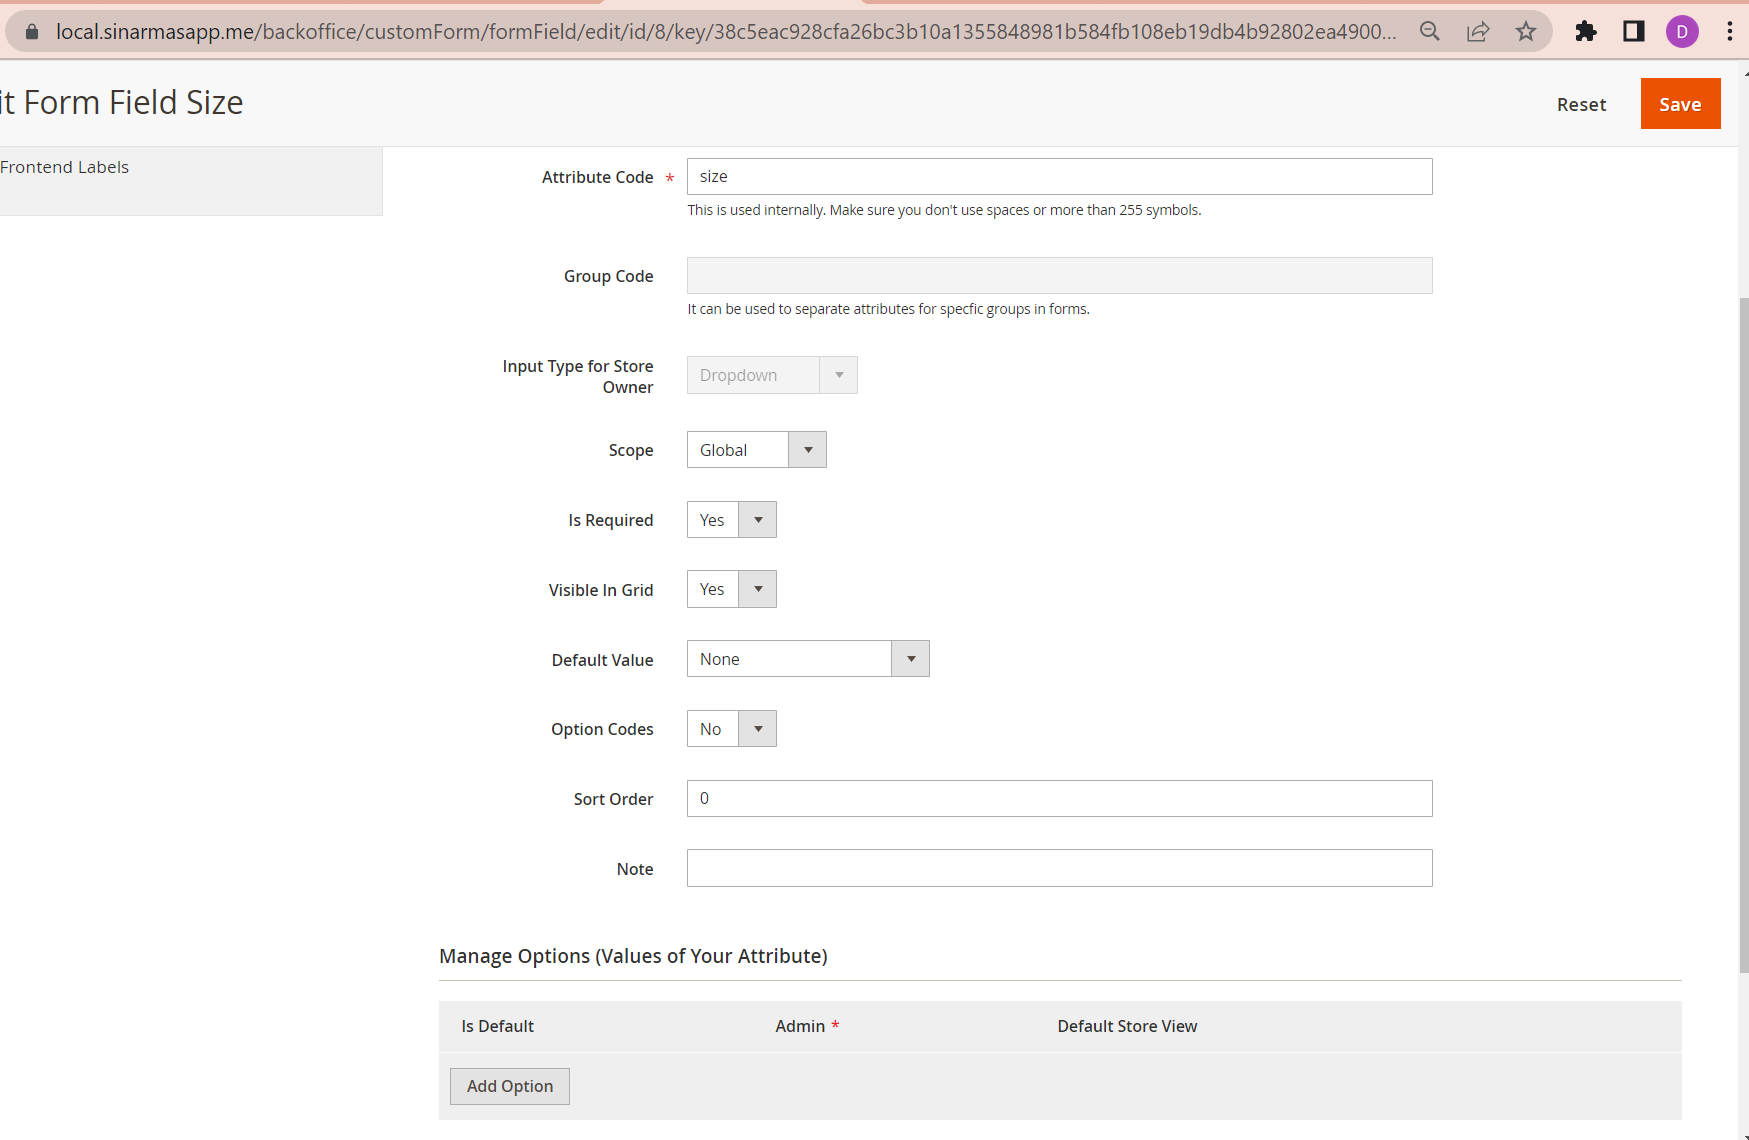 local.sinarmasapp.me/backoffice/customForm/formField/edit/id/8/key/38c5eac928cfa26bc3b10a1355848981b584fb108eb19db4b92802ea4900...
D
it Form Field Size
Reset
Save
Frontend Labels
Attribute Code *
size
This is used internally. Make sure you don't use spaces or more than 255 symbols.
Group Code
It can be used to separate attributes for specfic groups in forms.
Input Type for Store
Owner
Dropdown
Scope
Global
Is Required
Yes
Visible In Grid
Yes
Default Value
None
Option Codes
No
Sort Order
0
Note
Manage Options (Values of Your Attribute)
Is Default
Admin *
Default Store View
Add Option